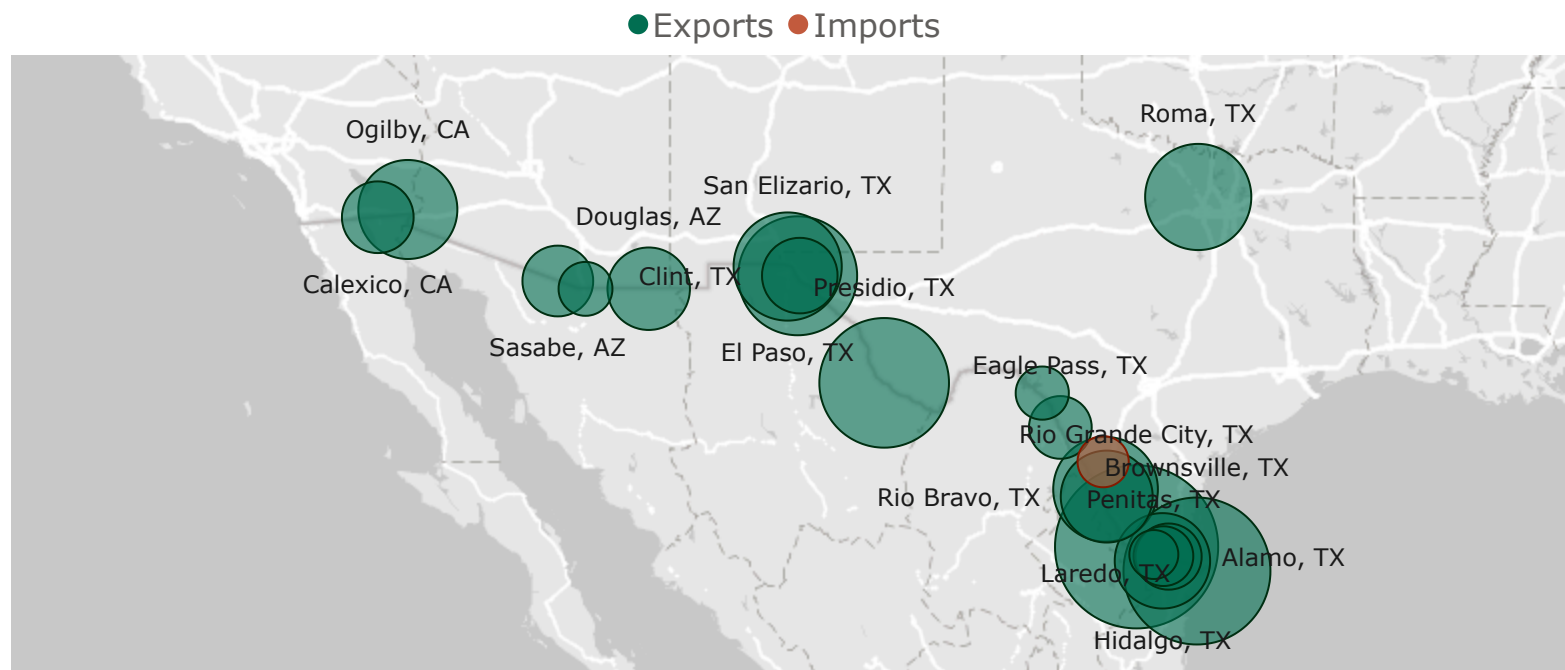 Exports Imports
Roma, TX
Ogilby, CA
San Elizario, TX
Douglas, AZ
Calexico, CA
Clint, TX
Presidio, TX
Sasabe, AZ
El Paso, TX
Eagle Pass, TX
Rio Grande City, TX
Brownsville, TX
Rio Bravo, TX
Penitas, TX
Alamo, TX
Laredo, TX
Hidalgo, TX